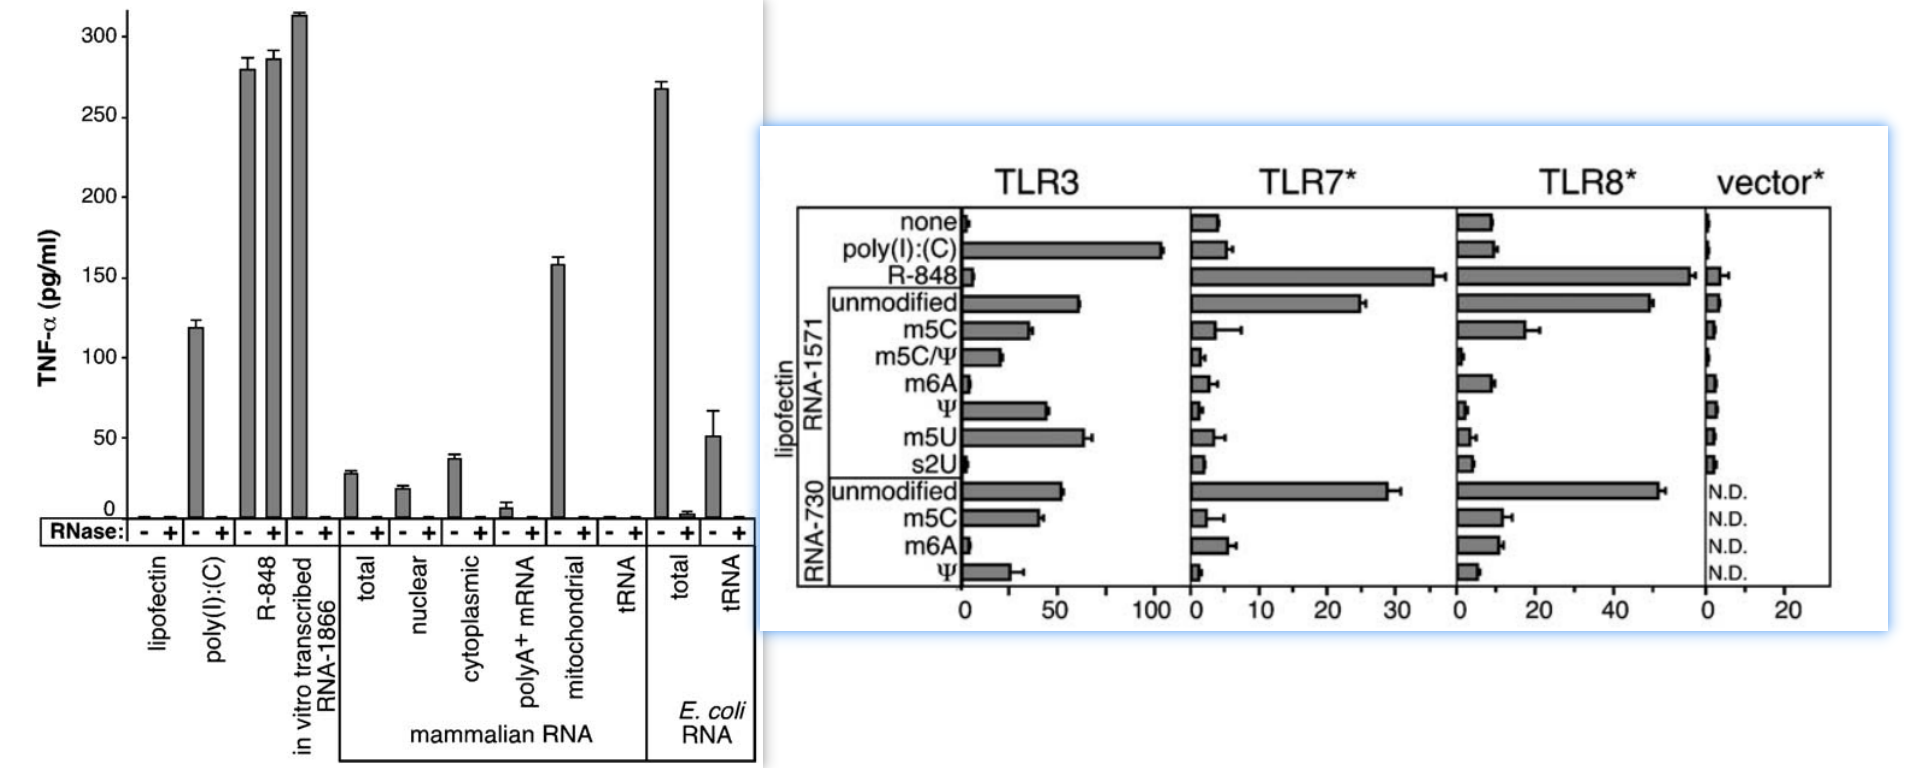 TNF-α (pg/ml)
300
250
200
150
100
50
0
RNase: - + - + - + - + - + - + - + - + - + - + - + - +
lipofectin
poly(I):(C)
R-848
in vitro transcribed
RNA-1866
total
nuclear
cytoplasmic
polyA+ mRNA
mitochondrial
tRNA
total
tRNA
mammalian RNA
E. coli
RNA
TLR3 TLR7* TLR8* vector*
none
poly(I):(C)
R-848
lipofectin
RNA-1571
unmodified
m5C
m5C/Ψ
m6A
Ψ
m5U
s2U
RNA-730
unmodified N.D.
m5C N.D.
m6A N.D.
Ψ N.D.
0 50 100 0 10 20 30 0 20 40 0 20